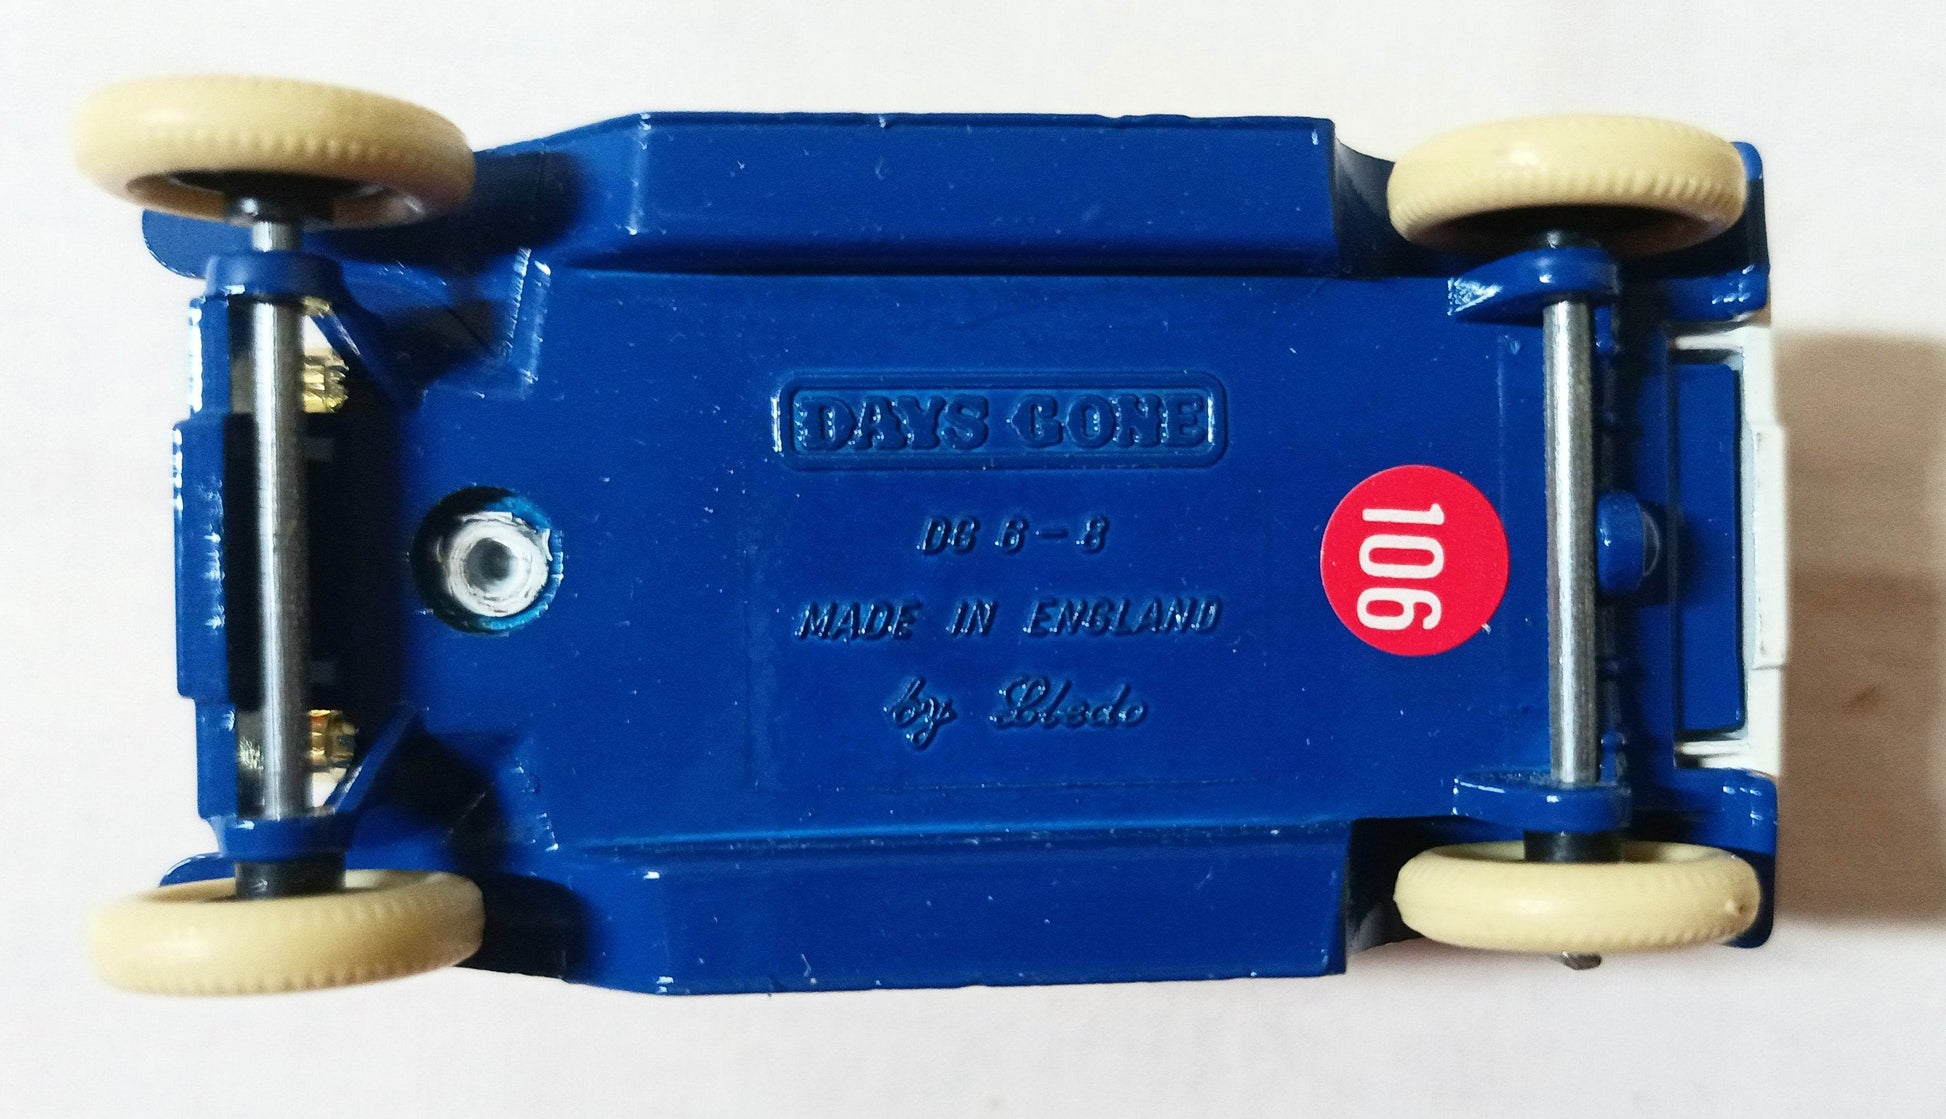 DAYS GONE
DG 6-8
MADE IN ENGLAND
by Lledo
106